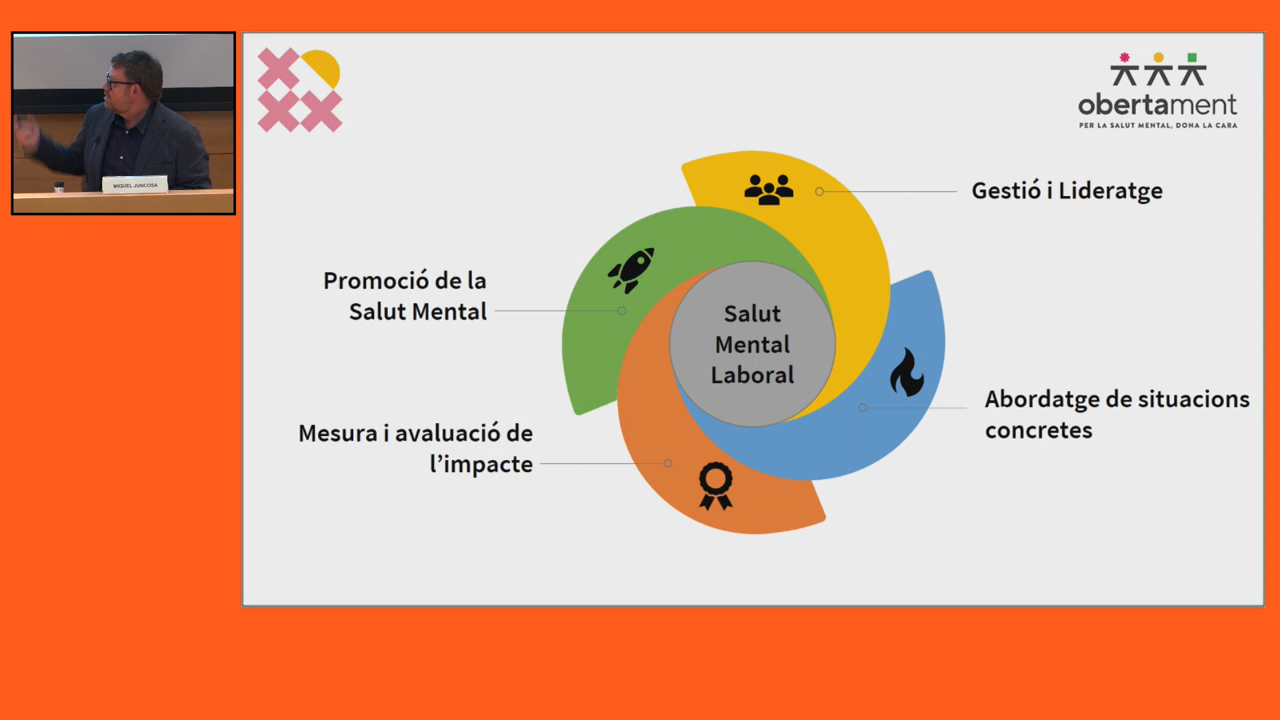 MIQUEL JUNCOSA
obertament
PER LA SALUT MENTAL, DONA LA CARA
Gestió i Lideratge
Promoció de la
Salut Mental
Salut
Mental
Laboral
Abordatge de situacions
concretes
Mesura i avaluació de
l’impacte